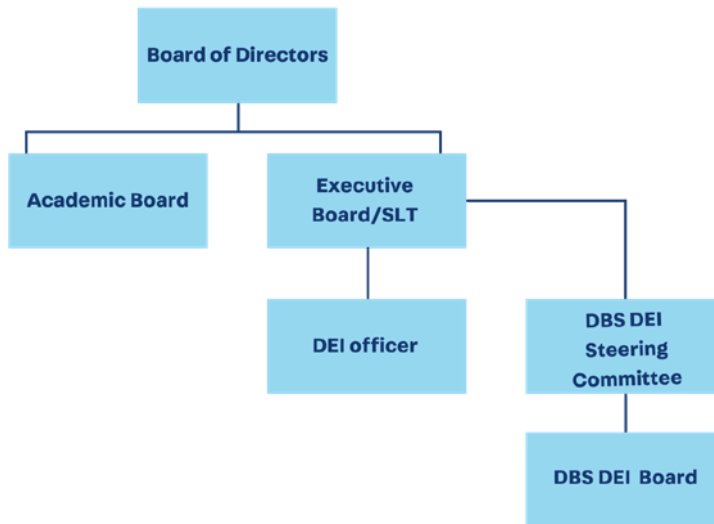 Board of Directors
Academic Board
Executive
Board/SLT
DEI officer
DBS DEI
Steering
Committee
DBS DEI Board